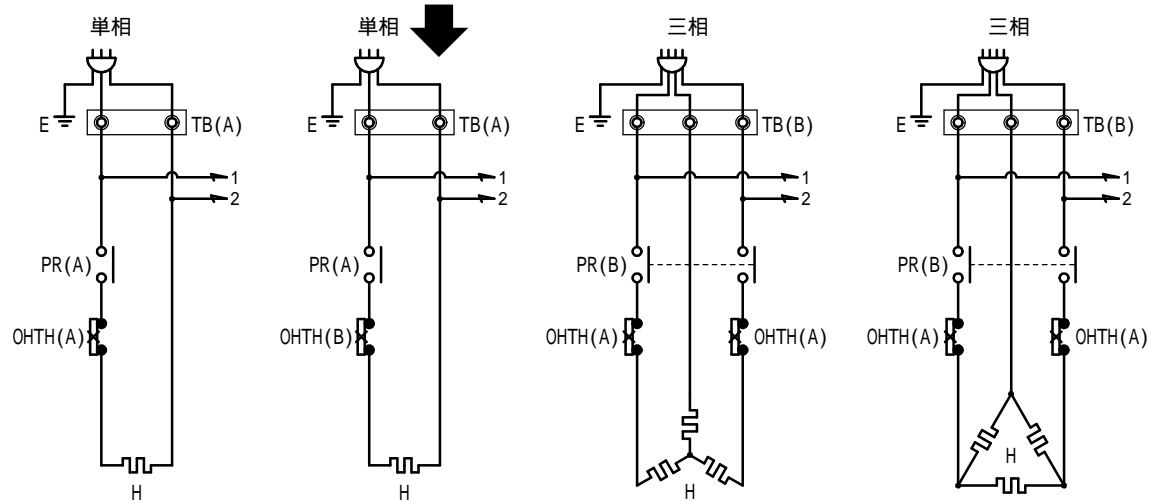 単相 単相 三相 三相
E TB(A) E TB(A) E TB(B) E TB(B)
1 1 1 1
2 2 2 2
PR(A) PR(A) PR(B) PR(B)
OHTH(A) OHTH(B) OHTH(A) OHTH(A) OHTH(A) OHTH(A)
H
H H H